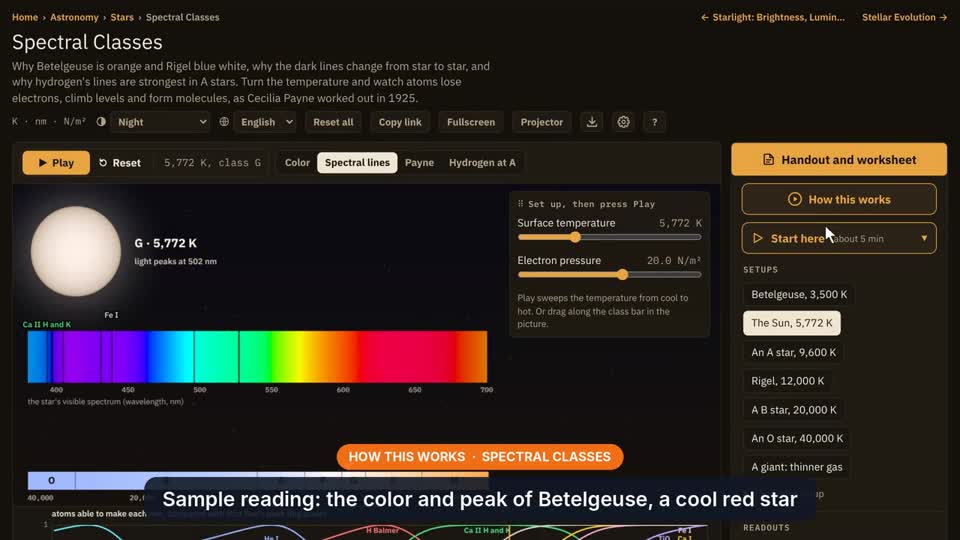 Home › Astronomy › Stars › Spectral Classes
← Starlight: Brightness, Lumin...
Stellar Evolution →
Spectral Classes
Why Betelgeuse is orange and Rigel blue white, why the dark lines change from star to star, and
why hydrogen's lines are strongest in A stars. Turn the temperature and watch atoms lose
electrons, climb levels and form molecules, as Cecilia Payne worked out in 1925.
K · nm · N/m²
Night
English
Reset all
Copy link
Fullscreen
Projector
?
Play
Reset
5,772 K, class G
Color
Spectral lines
Payne
Hydrogen at A
Handout and worksheet
How this works
Start here
about 5 min
SETUPS
Betelgeuse, 3,500 K
The Sun, 5,772 K
An A star, 9,600 K
Rigel, 12,000 K
A B star, 20,000 K
An O star, 40,000 K
A giant: thinner gas
READOUTS
Set up, then press Play
Surface temperature 5,772 K
Electron pressure 20.0 N/m²
Play sweeps the temperature from cool to
hot. Or drag along the class bar in the
picture.
G · 5,772 K
light peaks at 502 nm
Fe I
Ca II H and K
400 450 500 550 600 650 700
the star's visible spectrum (wavelength, nm)
HOW THIS WORKS · SPECTRAL CLASSES
O
40,000
Sample reading: the color and peak of Betelgeuse, a cool red star
atoms able to make each
1
He I
H Balmer
Ca II H and K
Fe I
TiO
Ca I